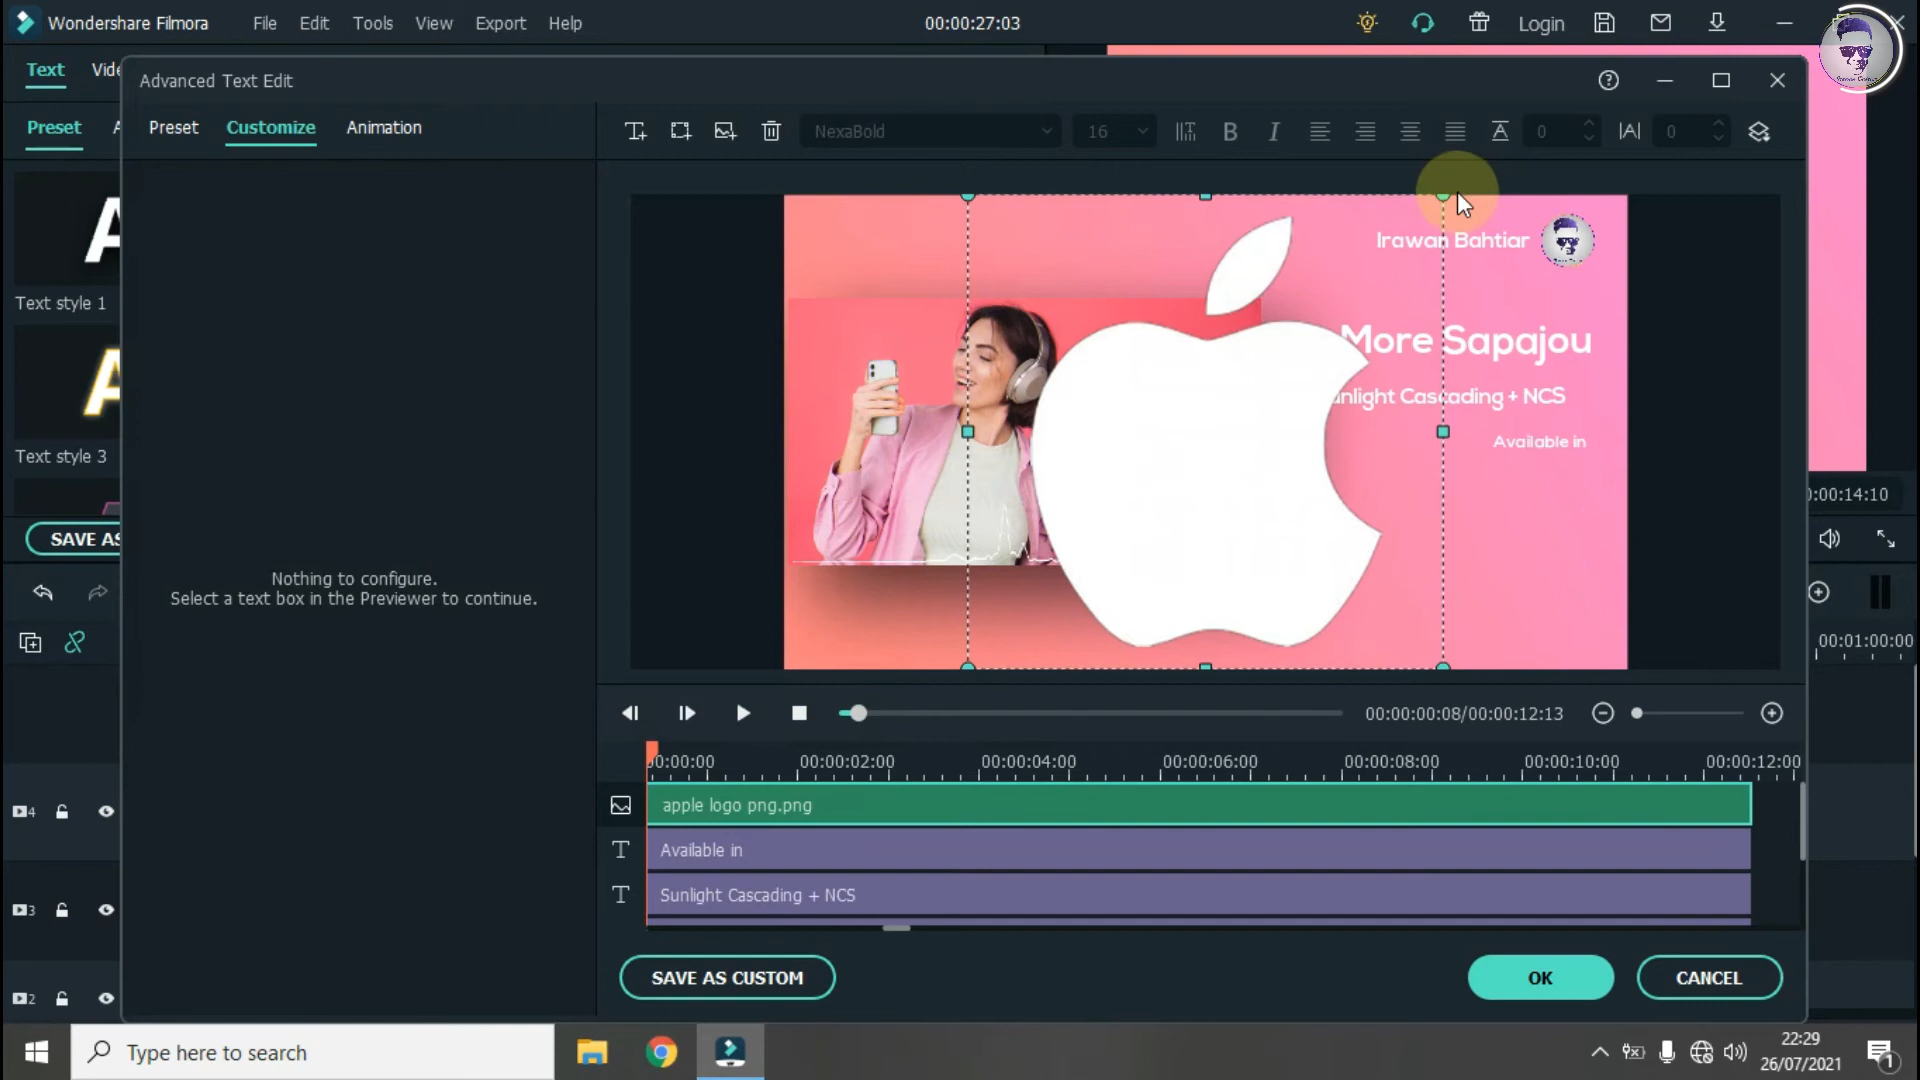 Wondershare Filmora File Edit Tools View Export Help 00:00:27:03 Login
Text
Advanced Text Edit
Preset
Preset Customize Animation
NexaBold 16 0 0
Text style 1
Irawan Bahtiar
More Sapajou
nlight Cascading + NCS
Available in
Text style 3
:00:14:10
SAVE AS
Nothing to configure.
Select a text box in the Previewer to continue.
00:01:00:00
00:00:00:08/00:00:12:13
00:00:00 00:00:02:00 00:00:04:00 00:00:06:00 00:00:08:00 00:00:10:00 00:00:12:00
apple logo png.png
4
Available in
Sunlight Cascading + NCS
3
SAVE AS CUSTOM OK CANCEL
2
Type here to search
22:29
26/07/2021
1